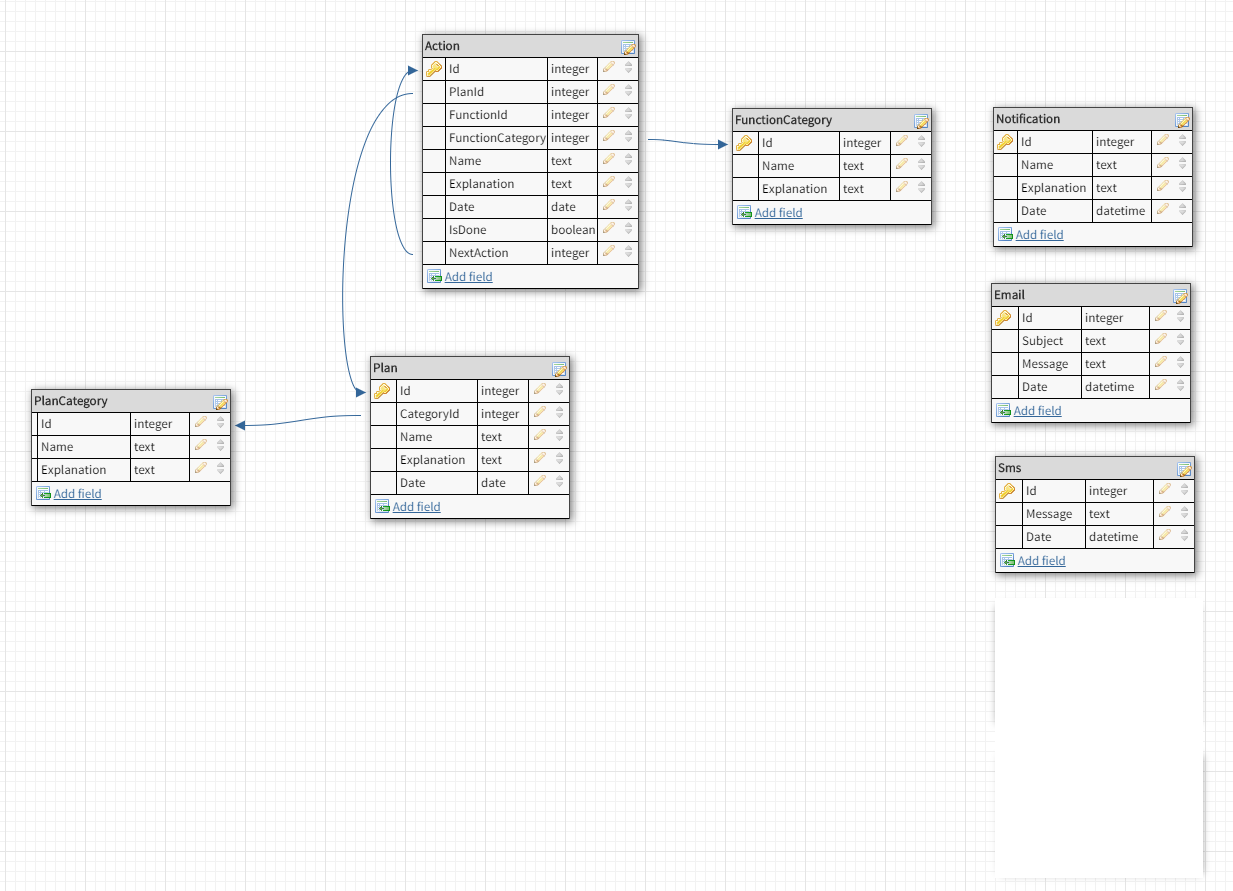 Action
Id integer
PlanId integer
FunctionId integer
FunctionCategory integer
Name text
Explanation text
Date date
IsDone boolean
NextAction integer
Add field
FunctionCategory
Id integer
Name text
Explanation text
Add field
Notification
Id integer
Name text
Explanation text
Date datetime
Add field
Email
Id integer
Subject text
Message text
Date datetime
Add field
Plan
Id integer
CategoryId integer
Name text
Explanation text
Date date
Add field
PlanCategory
Id integer
Name text
Explanation text
Add field
Sms
Id integer
Message text
Date datetime
Add field